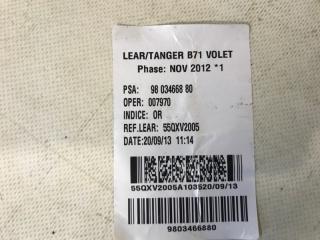 LEAR/TANGER B71 VOLET
Phase: NOV 2012 *1
PSA: 98 034668 80
OPER: 007970
INDICE: OR
REF.LEAR: 55QXV2005
DATE:20/09/13 11:14
55QXV2005A103520/09/13
9803466880